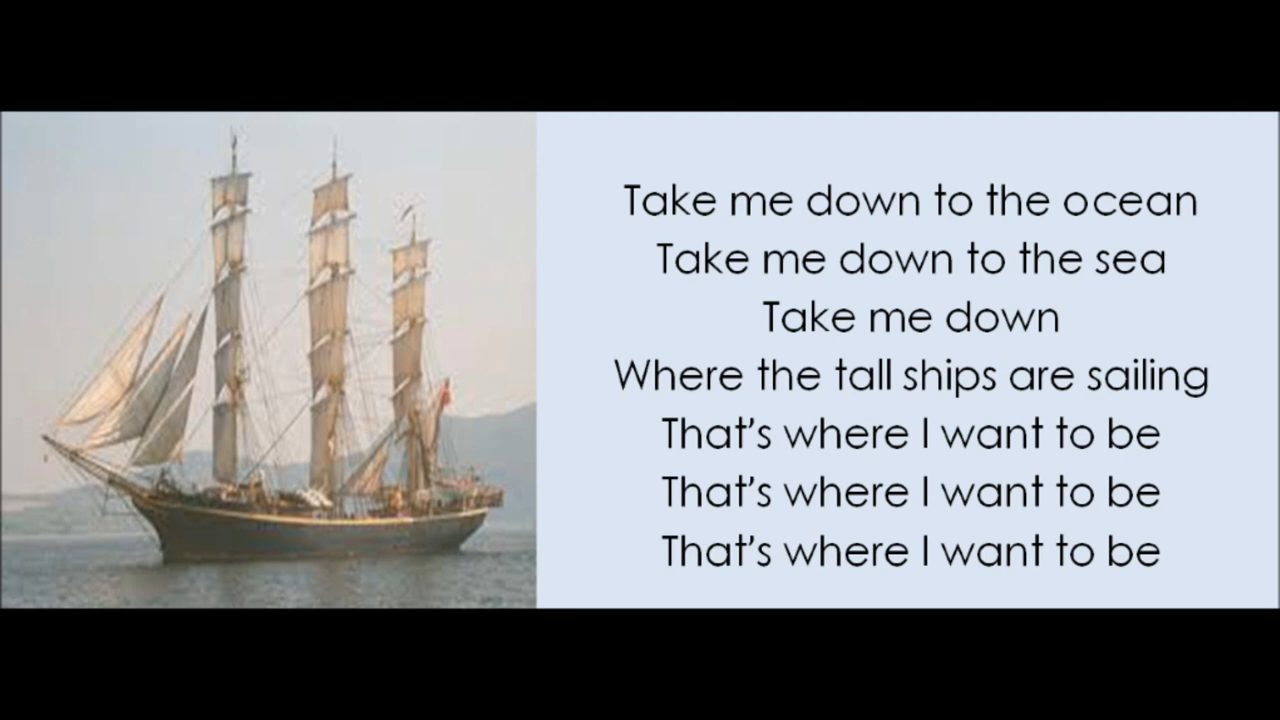 Take me down to the ocean
Take me down to the sea
Take me down
Where the tall ships are sailing
That's where I want to be
That's where I want to be
That's where I want to be